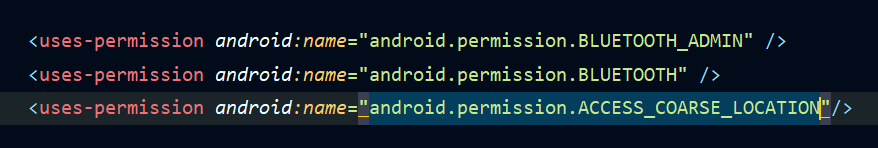 <uses-permission android:name="android.permission.BLUETOOTH_ADMIN" />
<uses-permission android:name="android.permission.BLUETOOTH" />
<uses-permission android:name="android.permission.ACCESS_COARSE_LOCATION"/>